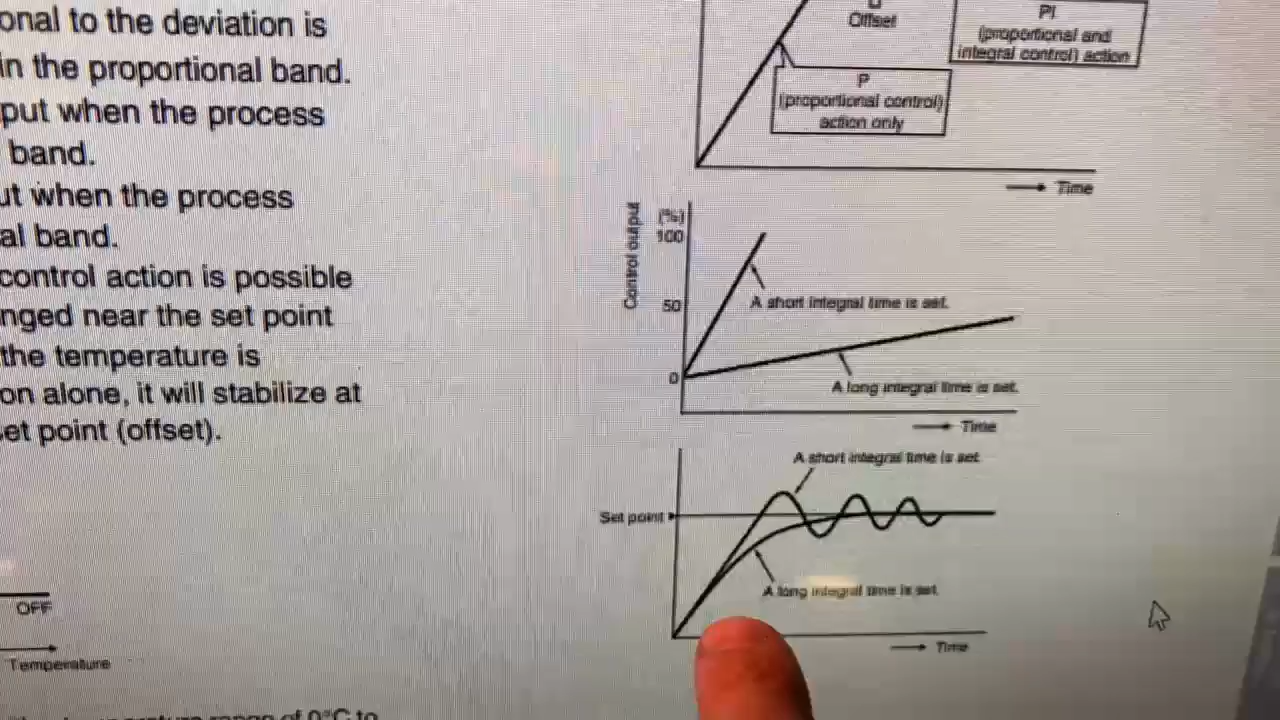 onal to the deviation is
in the proportional band.
put when the process
band.
ut when the process
al band.
control action is possible
nged near the set point
the temperature is
on alone, it will stabilize at
et point (offset).
OFF
Temperature
of 0°C to
Offset
PI
(proportional and
integral control) action
P
(proportional control)
action only
Time
Control output
(%)
100
50
0
A short integral time is set.
A long integral time is set.
Time
A short integral time is set.
Set point
A long integral time is set.
Time